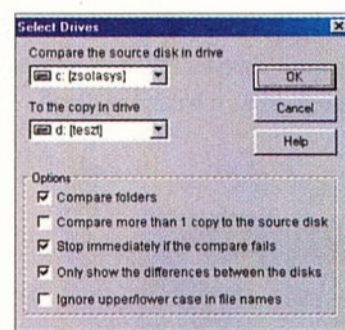 Select Drives
Compare the source disk in drive
c: [zsolasys]
OK
To the copy in drive
Cancel
d: [teszt]
Help
Options
Compare folders
Compare more than 1 copy to the source disk
Stop immediately if the compare fails
Only show the differences between the disks
Ignore upper/lower case in file names